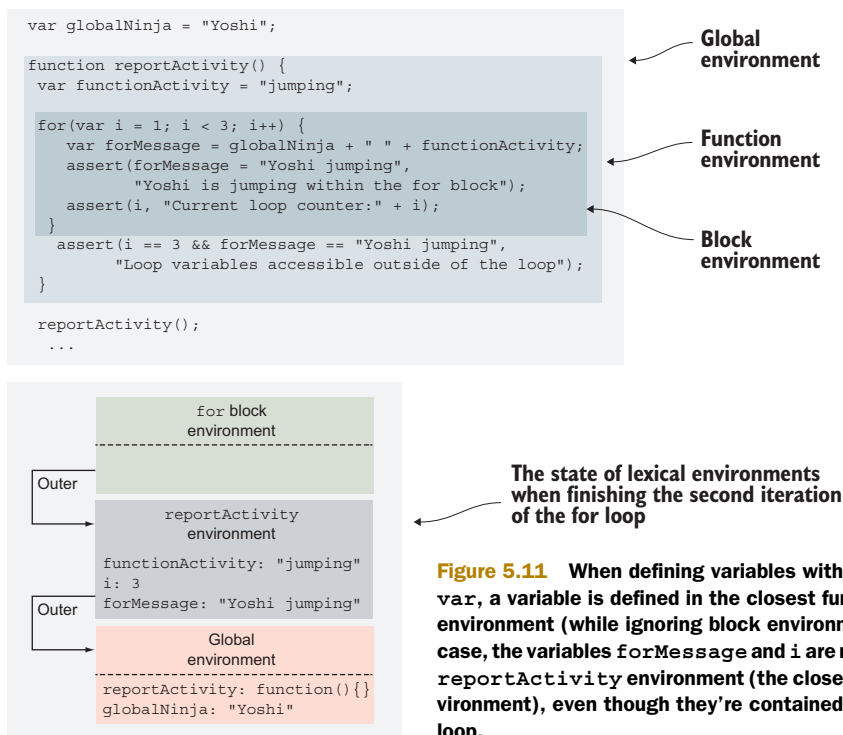 var globalNinja = "Yoshi";
function reportActivity() {
var functionActivity = "jumping";
for(var i = 1; i < 3; i++) {
var forMessage = globalNinja + " " + functionActivity;
assert(forMessage = "Yoshi jumping",
"Yoshi is jumping within the for block");
assert(i, "Current loop counter:" + i);
}
assert(i == 3 && forMessage == "Yoshi jumping",
"Loop variables accessible outside of the loop");
}
reportActivity();
...
Global
environment
Function
environment
Block
environment
for block
environment
Outer
reportActivity
environment
functionActivity: "jumping"
i: 3
forMessage: "Yoshi jumping"
Outer
Global
environment
reportActivity: function(){}
globalNinja: "Yoshi"
The state of lexical environments
when finishing the second iteration
of the for loop
Figure 5.11 When defining variables with
var, a variable is defined in the closest fun
environment (while ignoring block environn
case, the variables forMessage and i are r
reportActivity environment (the close
vironment), even though they're contained
loop.